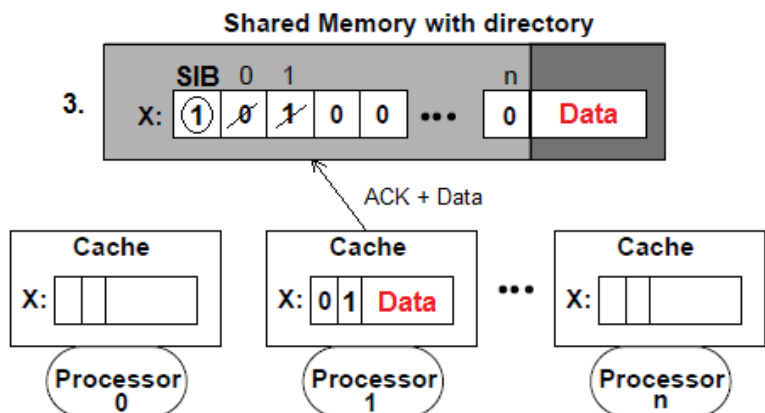 Shared Memory with directory
SIB 0 1 n
3. X: 1 0 1 0 0 ••• 0 Data
ACK + Data
Cache Cache Cache
X: X: 0 1 Data ••• X:
Processor Processor Processor
0 1 n